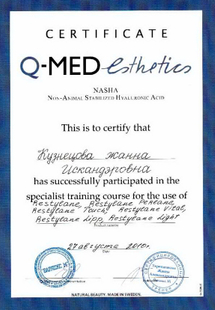 CERTIFICATE
Q-MED Esthetics
NASHA
Non-Animal Stabilized Hyaluronic Acid
This is to certify that
Кузнецова Жанна
Искандэровна
has successfully participated in the
specialist training course for the use of
Restylane, Restylane Perlane,
Restylane Touch, Restylane Vital,
Restylane Lipp, Restylane Light
27 августа 2010г.
NATURAL BEAUTY. MADE IN SWEDEN.